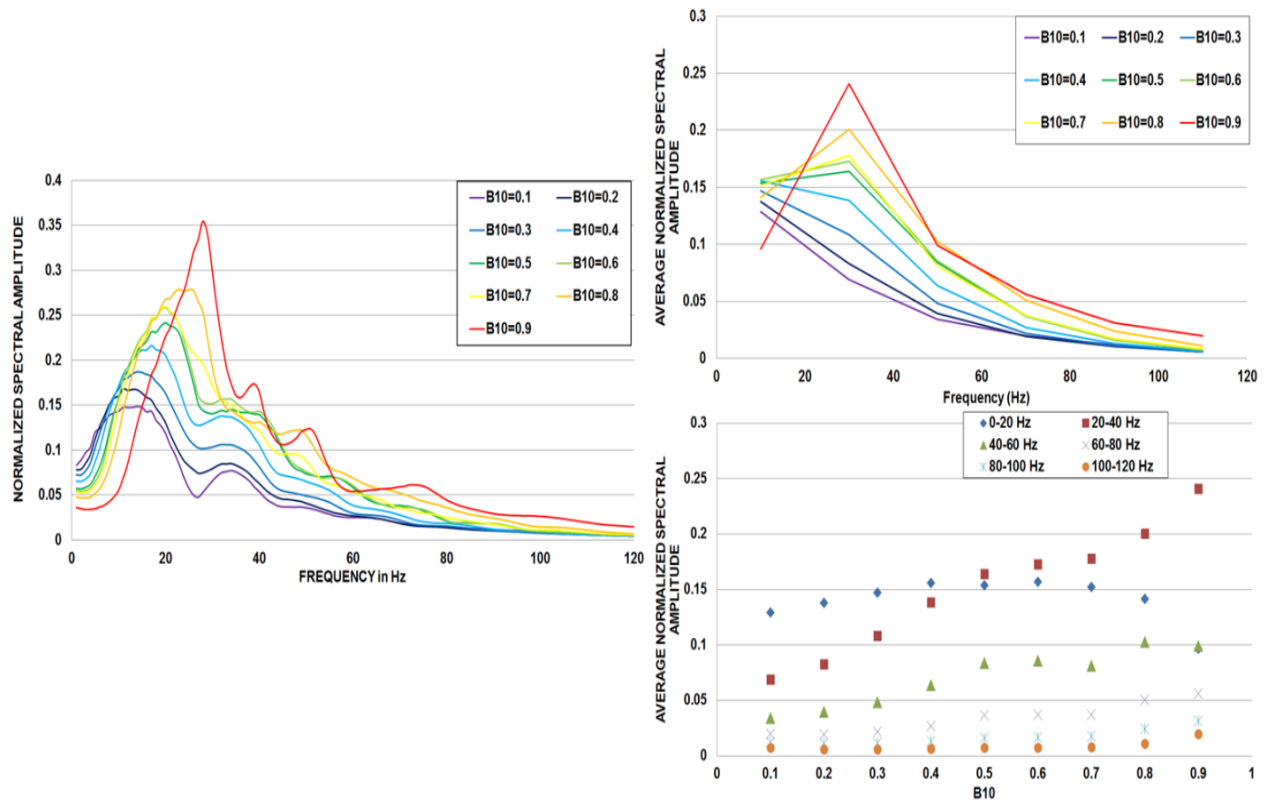 NORMALIZED SPECTRAL AMPLITUDE
0.4
0.35
0.3
0.25
0.2
0.15
0.1
0.05
0
B10=0.1 B10=0.2
B10=0.3 B10=0.4
B10=0.5 B10=0.6
B10=0.7 B10=0.8
B10=0.9
0 20 40 60 80 100 120
FREQUENCY in Hz
AVERAGE NORMALIZED SPECTRAL
AMPLITUDE
0.3
0.25
0.2
0.15
0.1
0.05
0
B10=0.1 B10=0.2 B10=0.3
B10=0.4 B10=0.5 B10=0.6
B10=0.7 B10=0.8 B10=0.9
0 20 40 60 80 100 120
Frequency (Hz)
AVERAGE NORMALIZED SPECTRAL
AMPLITUDE
0.3
0.25
0.2
0.15
0.1
0.05
0
0-20 Hz 20-40 Hz
40-60 Hz 60-80 Hz
80-100 Hz 100-120 Hz
0 0.1 0.2 0.3 0.4 0.5 0.6 0.7 0.8 0.9 1
B10